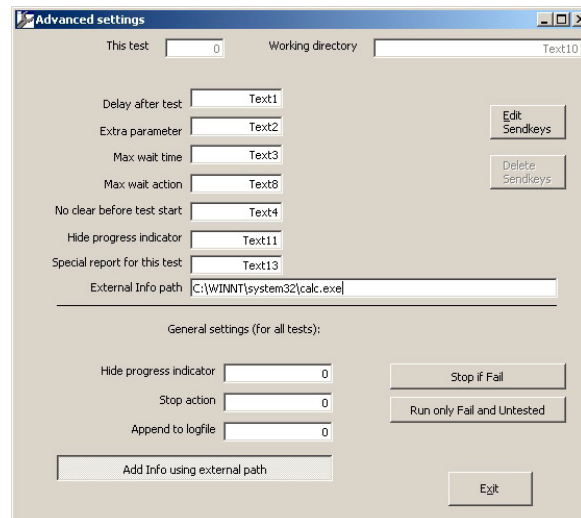 Advanced settings
This test 0 Working directory Text10
Delay after test Text1
Extra parameter Text2
Max wait time Text3
Max wait action Text8
No clear before test start Text4
Hide progress indicator Text11
Special report for this test Text13
External Info path C:\WINNT\system32\calc.exe
Edit
Sendkeys
Delete
Sendkeys
General settings (for all tests):
Hide progress indicator 0
Stop action 0
Append to logfile 0
Stop if Fail
Run only Fail and Untested
Add Info using external path
Exit